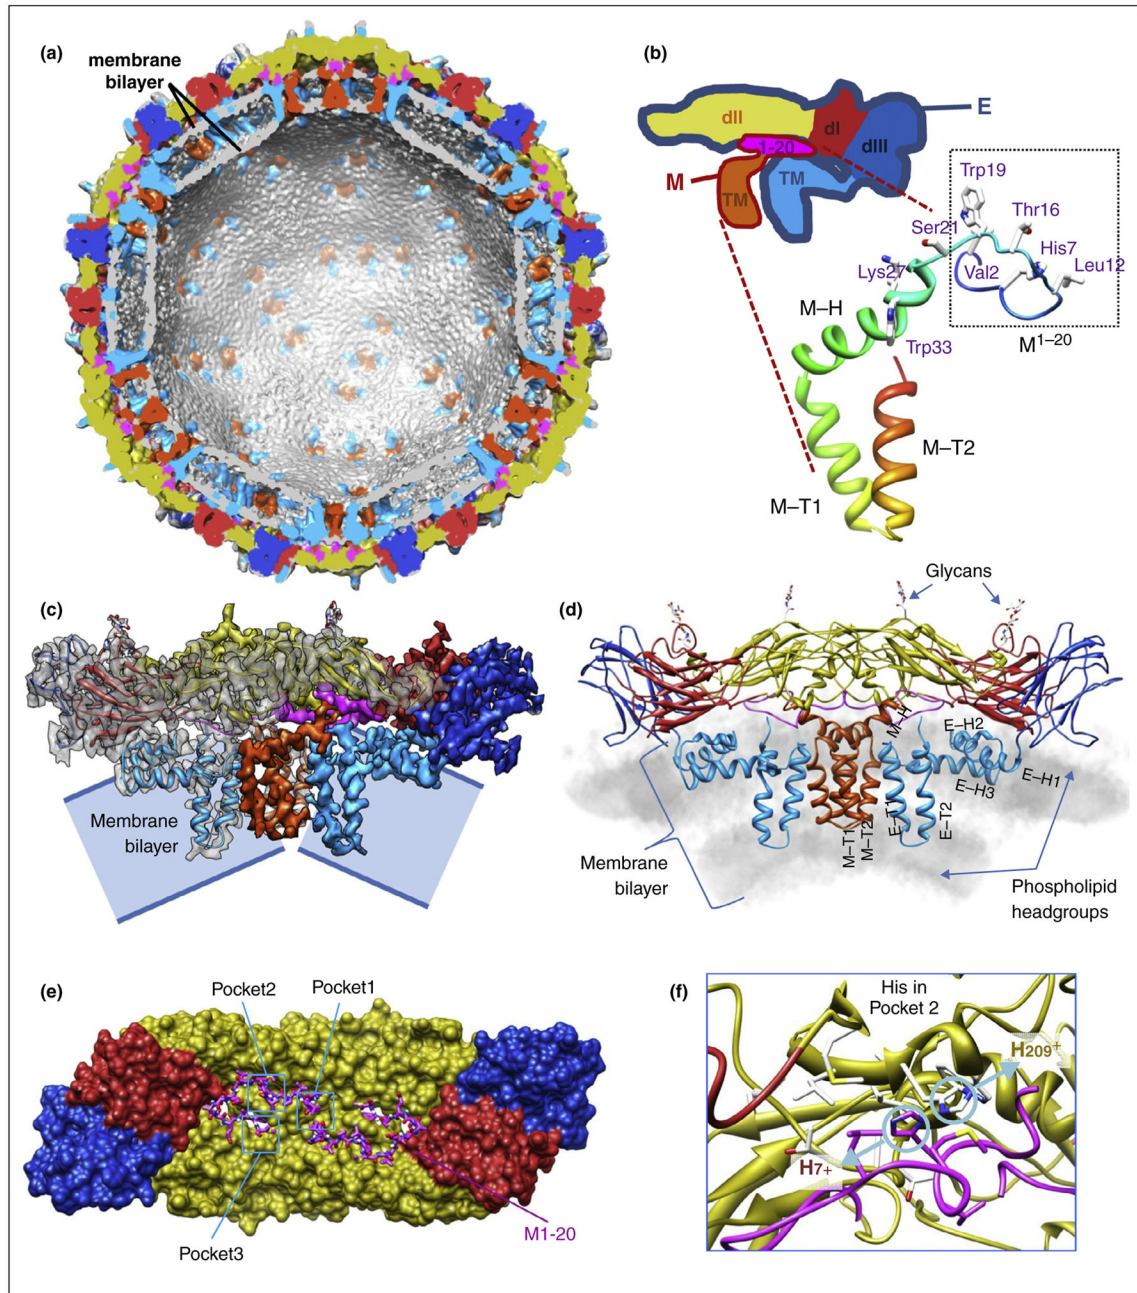 (a)
membrane
bilayer
(b)
dII
dI
E
1-20
dIII
M
TM
TM
Trp19
Thr16
Ser21
His7
Lys27
Val2
Leu12
M–H
M1–20
Trp33
M–T2
M–T1
(c)
Membrane
bilayer
(d)
Glycans
M–H
E–H2
E–H3
E–H1
M–T1
M–T2
E–T1
E–T2
Membrane
bilayer
Phospholipid
headgroups
(e)
Pocket2
Pocket1
Pocket3
M1-20
(f)
His in
Pocket 2
H209+
H7+